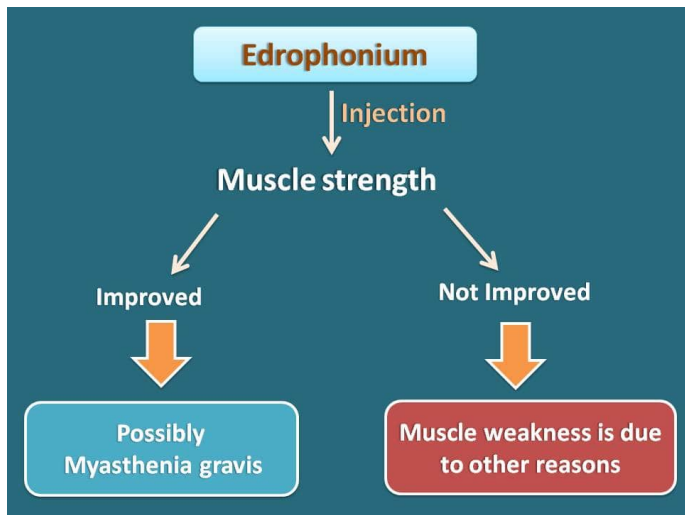 Edrophonium
Injection
Muscle strength
Improved
Not Improved
Possibly
Myasthenia gravis
Muscle weakness is due
to other reasons